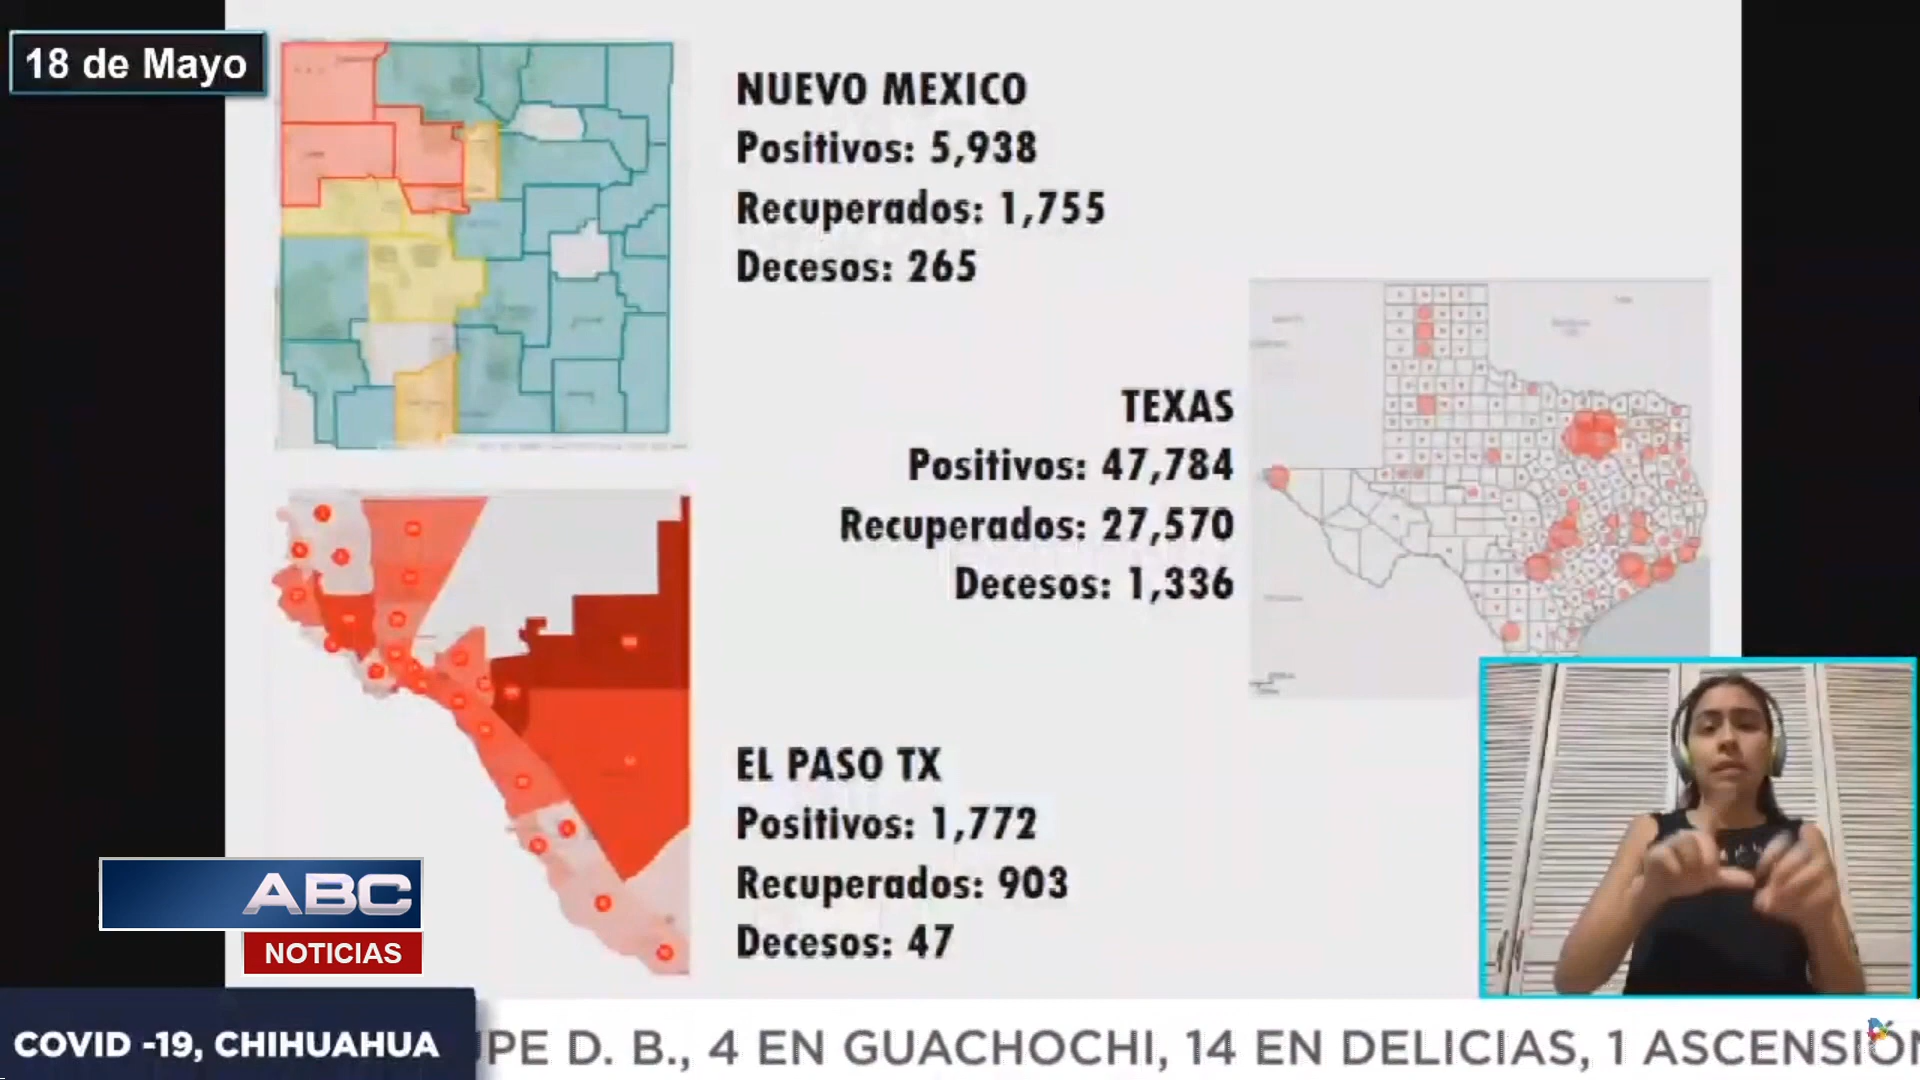 18 de Mayo
NUEVO MEXICO
Positivos: 5,938
Recuperados: 1,755
Decesos: 265
TEXAS
Positivos: 47,784
Recuperados: 27,570
Decesos: 1,336
EL PASO TX
Positivos: 1,772
Recuperados: 903
Decesos: 47
ABC
NOTICIAS
COVID -19, CHIHUAHUA
PE D. B., 4 EN GUACHOCHI, 14 EN DELICIAS, 1 ASCENSIÓN